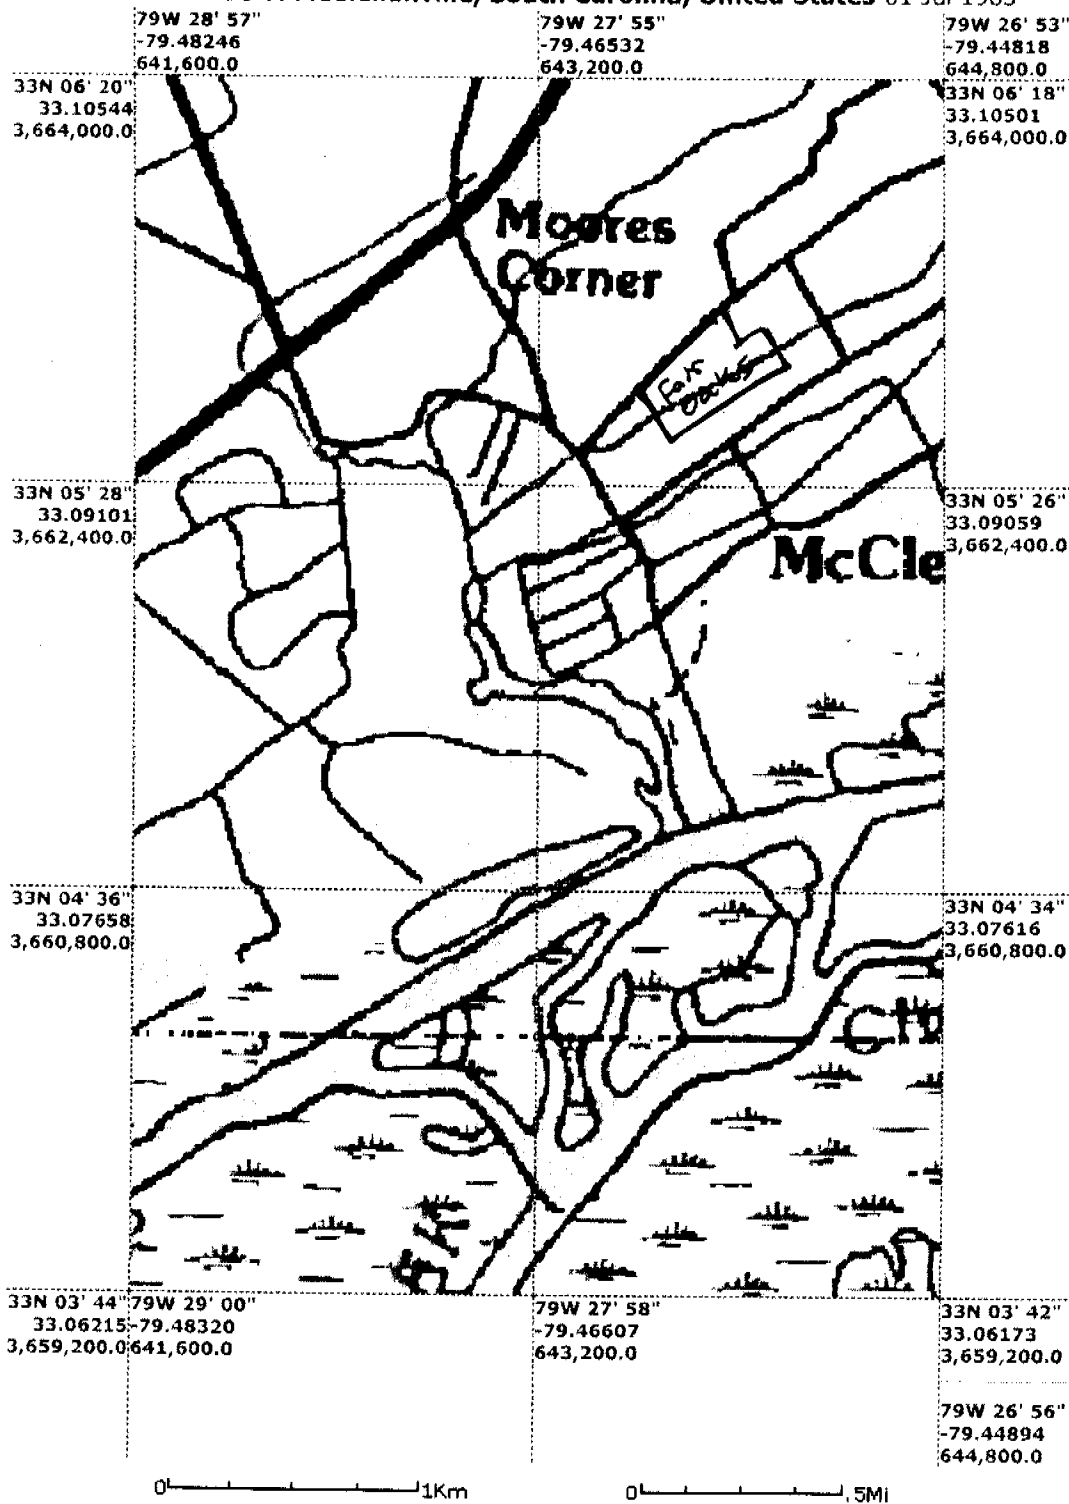 South Carolina, United States
79W 28' 57"
-79.48246
641,600.0
79W 27' 55"
-79.46532
643,200.0
79W 26' 53"
-79.44818
644,800.0
33N 06' 20"
33.10544
3,664,000.0
33N 06' 18"
33.10501
3,664,000.0
Moores
Corner
Fair
Oaks
33N 05' 28"
33.09101
3,662,400.0
33N 05' 26"
33.09059
3,662,400.0
McCle
33N 04' 36"
33.07658
3,660,800.0
33N 04' 34"
33.07616
3,660,800.0
33N 03' 44"
33.06215
3,659,200.0
79W 29' 00"
-79.48320
641,600.0
79W 27' 58"
-79.46607
643,200.0
33N 03' 42"
33.06173
3,659,200.0
79W 26' 56"
-79.44894
644,800.0
0 1Km
0 .5Mi